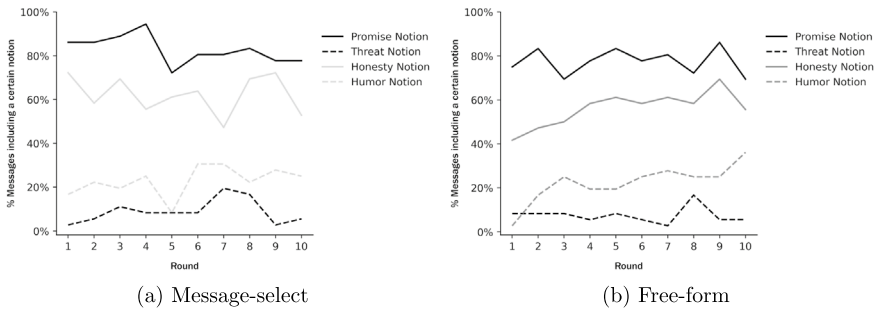 100%
80%
60%
40%
20%
0%
% Messages including a certain notion
1 2 3 4 5 6 7 8 9 10
Round
Promise Notion
Threat Notion
Honesty Notion
Humor Notion
(a) Message-select
100%
80%
60%
40%
20%
0%
% Messages including a certain notion
1 2 3 4 5 6 7 8 9 10
Round
Promise Notion
Threat Notion
Honesty Notion
Humor Notion
(b) Free-form